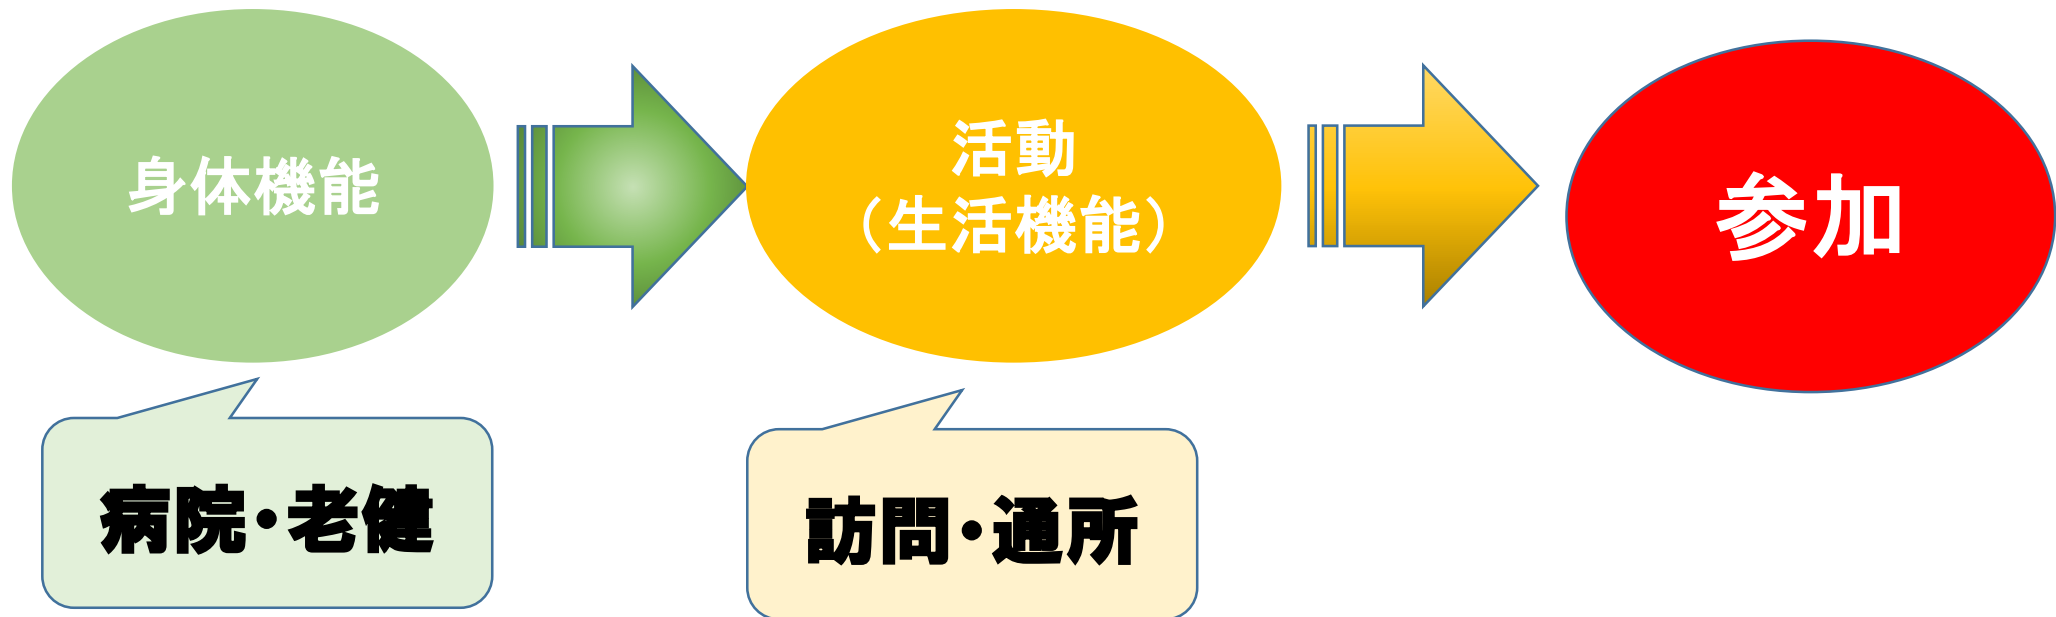 身体機能
活動
（生活機能）
参加
病院・老健
訪問・通所